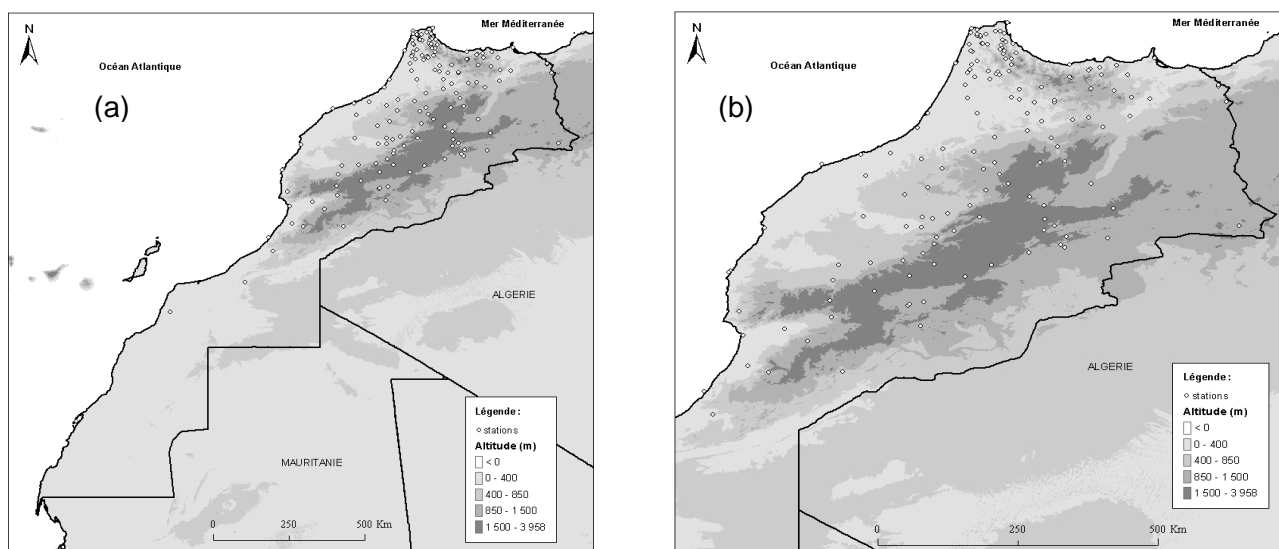 N
Mer Méditerranée
Océan Atlantique
(a)
ALGERIE
MAURITANIE
Légende :
stations
Altitude (m)
< 0
0 - 400
400 - 850
850 - 1 500
1 500 - 3 958
0 250 500 Km
N
Mer Méditerranée
Océan Atlantique
(b)
ALGERIE
Légende :
stations
Altitude (m)
< 0
0 - 400
400 - 850
850 - 1 500
1 500 - 3 958
0 250 500 Km